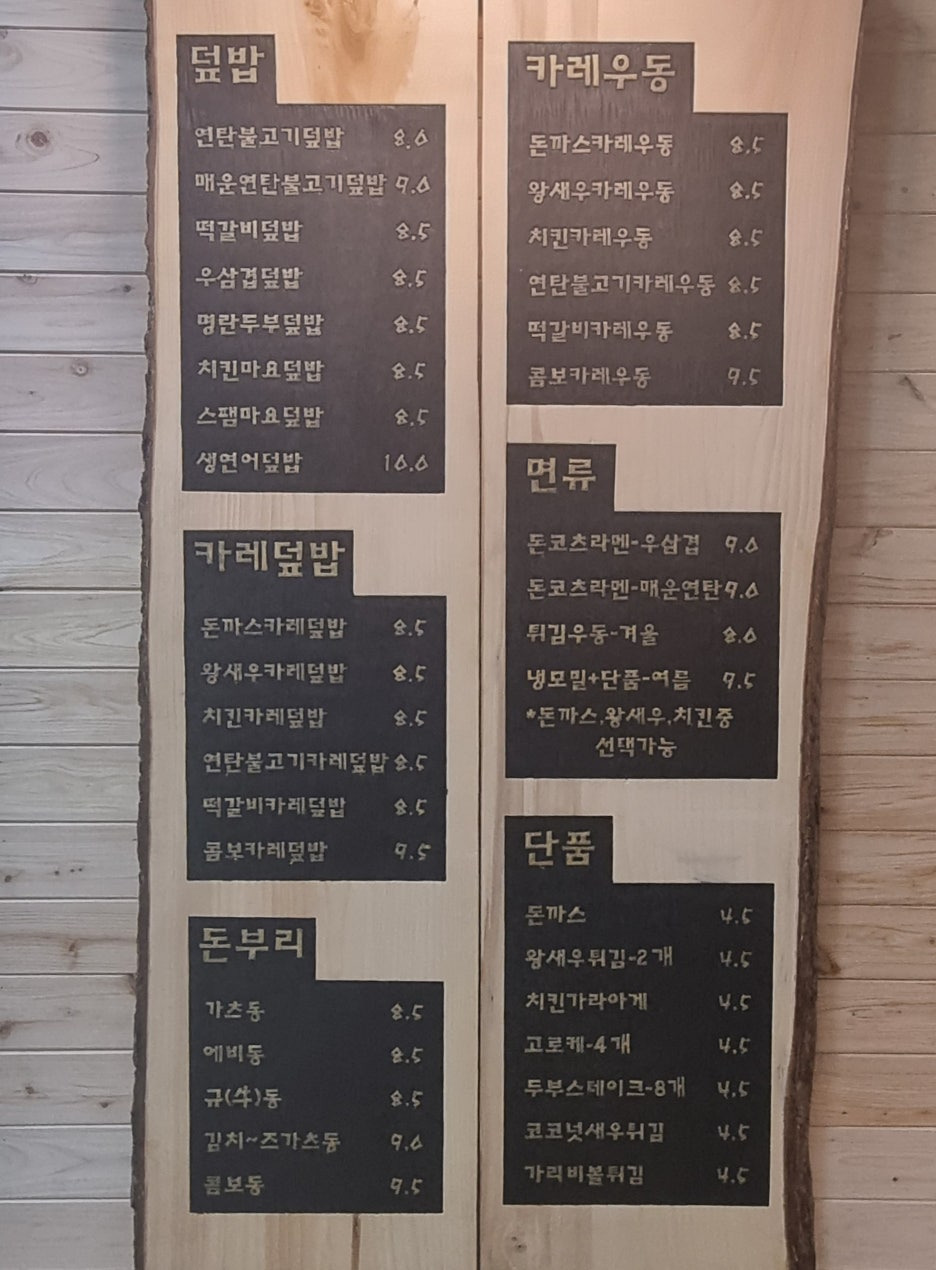 덮밥
연탄불고기덮밥 8.0
매운연탄불고기덮밥 9.0
떡갈비덮밥 8.5
우삼겹덮밥 8.5
명란두부덮밥 8.5
치킨마요덮밥 8.5
스팸마요덮밥 8.5
생연어덮밥 10.0
카레덮밥
돈까스카레덮밥 8.5
왕새우카레덮밥 8.5
치킨카레덮밥 8.5
연탄불고기카레덮밥 8.5
떡갈비카레덮밥 8.5
콤보카레덮밥 9.5
돈부리
가츠동 8.5
에비동 8.5
규(牛)동 8.5
김치~즈가츠동 9.0
콤보동 9.5
카레우동
돈까스카레우동 8.5
왕새우카레우동 8.5
치킨카레우동 8.5
연탄불고기카레우동 8.5
떡갈비카레우동 8.5
콤보카레우동 9.5
면류
돈코츠라멘-우삼겹 9.0
돈코츠라멘-매운연탄 9.0
튀김우동-겨울 8.0
냉모밀+단품-여름 9.5
*돈까스,왕새우,치킨중
선택가능
단품
돈까스 4.5
왕새우튀김-2개 4.5
치킨가라아게 4.5
고로케-4개 4.5
두부스테이크-8개 4.5
코코넛새우튀김 4.5
가리비볼튀김 4.5